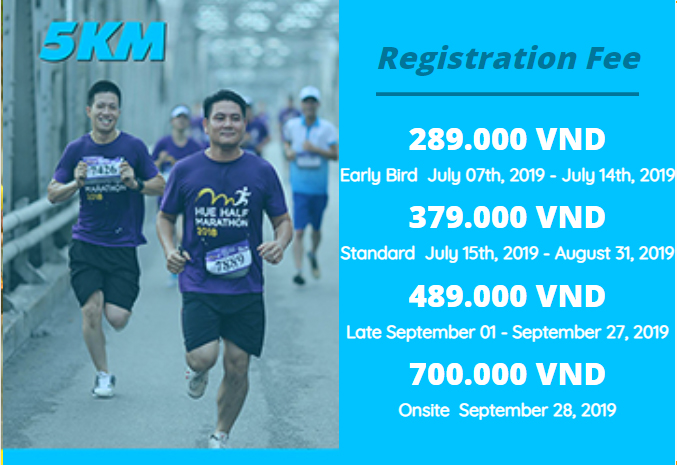 5KM
Registration Fee
289.000 VND
Early Bird July 07th, 2019 - July 14th, 2019
379.000 VND
Standard July 15th, 2019 - August 31, 2019
489.000 VND
Late September 01 - September 27, 2019
700.000 VND
Onsite September 28, 2019
7426
MARATHON
2018
HUE HALF
MARATHON
2018
7889